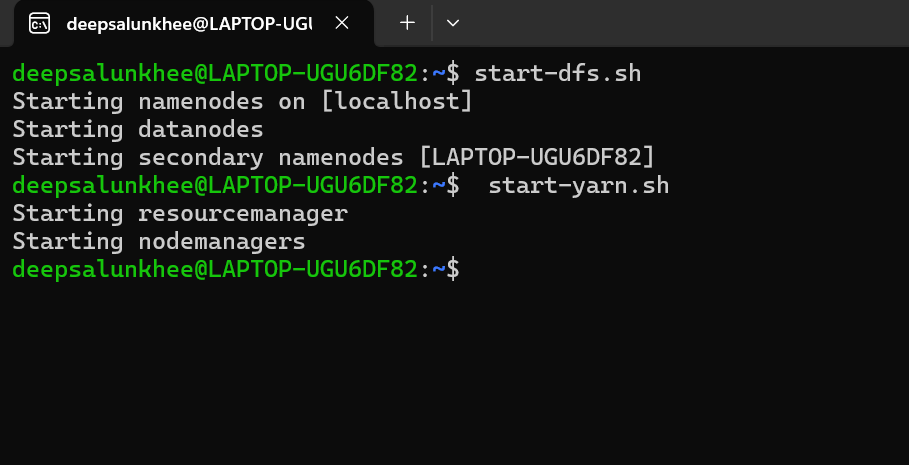 deepsalunkhee@LAPTOP-UGU
deepsalunkhee@LAPTOP-UGU6DF82:~$ start-dfs.sh
Starting namenodes on [localhost]
Starting datanodes
Starting secondary namenodes [LAPTOP-UGU6DF82]
deepsalunkhee@LAPTOP-UGU6DF82:~$  start-yarn.sh
Starting resourcemanager
Starting nodemanagers
deepsalunkhee@LAPTOP-UGU6DF82:~$